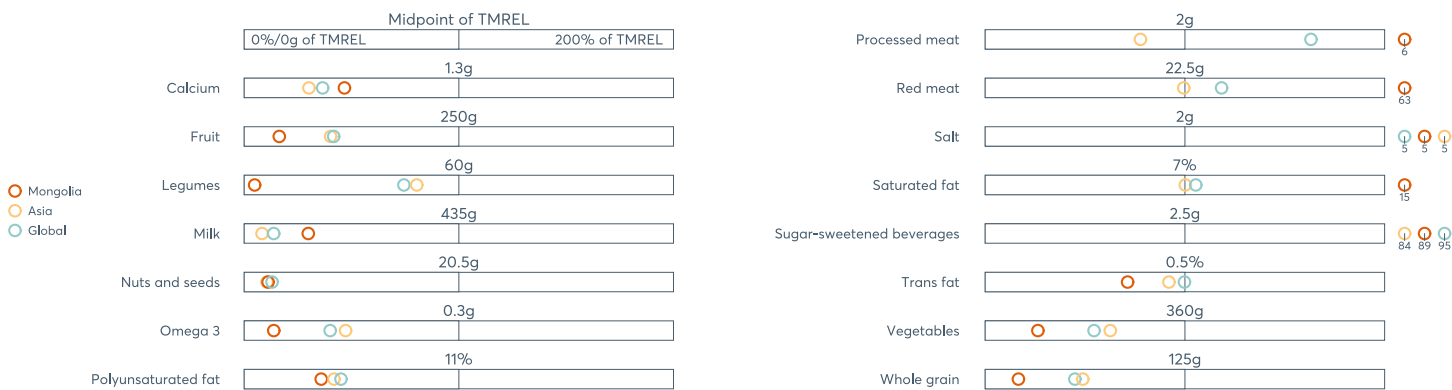 Midpoint of TMREL
0%/0g of TMREL 200% of TMREL
1.3g
Calcium
250g
Fruit
60g
Legumes
435g
Milk
20.5g
Nuts and seeds
0.3g
Omega 3
11%
Polyunsaturated fat
Mongolia
Asia
Global
2g
Processed meat
6
22.5g
Red meat
63
2g
Salt
5 5 5
7%
Saturated fat
15
2.5g
Sugar-sweetened beverages
84 89 95
0.5%
Trans fat
360g
Vegetables
125g
Whole grain